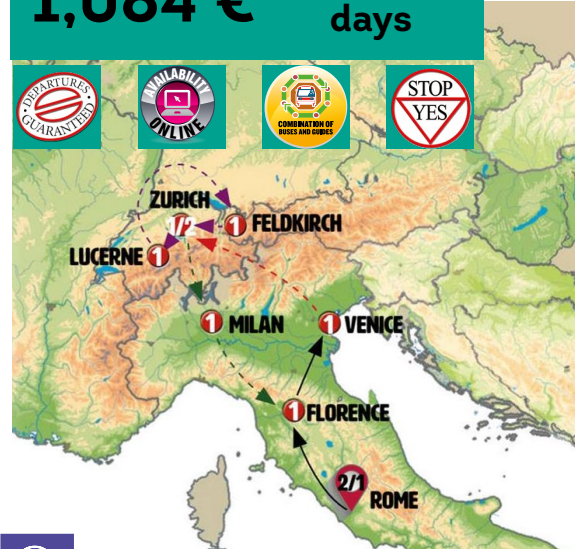 1,084 €
days
DEPARTURES
GUARANTEED
AVAILABILITY
ONLINE
COMBINATION OF
BUSES AND GUIDES
STOP
YES
ZURICH
1/2
1
FELDKIRCH
LUCERNE
1
1
MILAN
1
VENICE
1
FLORENCE
2/1
ROME